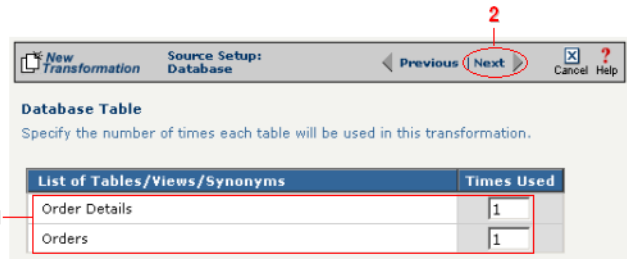 2
New Transformation Source Setup: Database Previous | Next Cancel ? Help
Database Table
Specify the number of times each table will be used in this transformation.
List of Tables/Views/Synonyms Times Used
Order Details 1
Orders 1